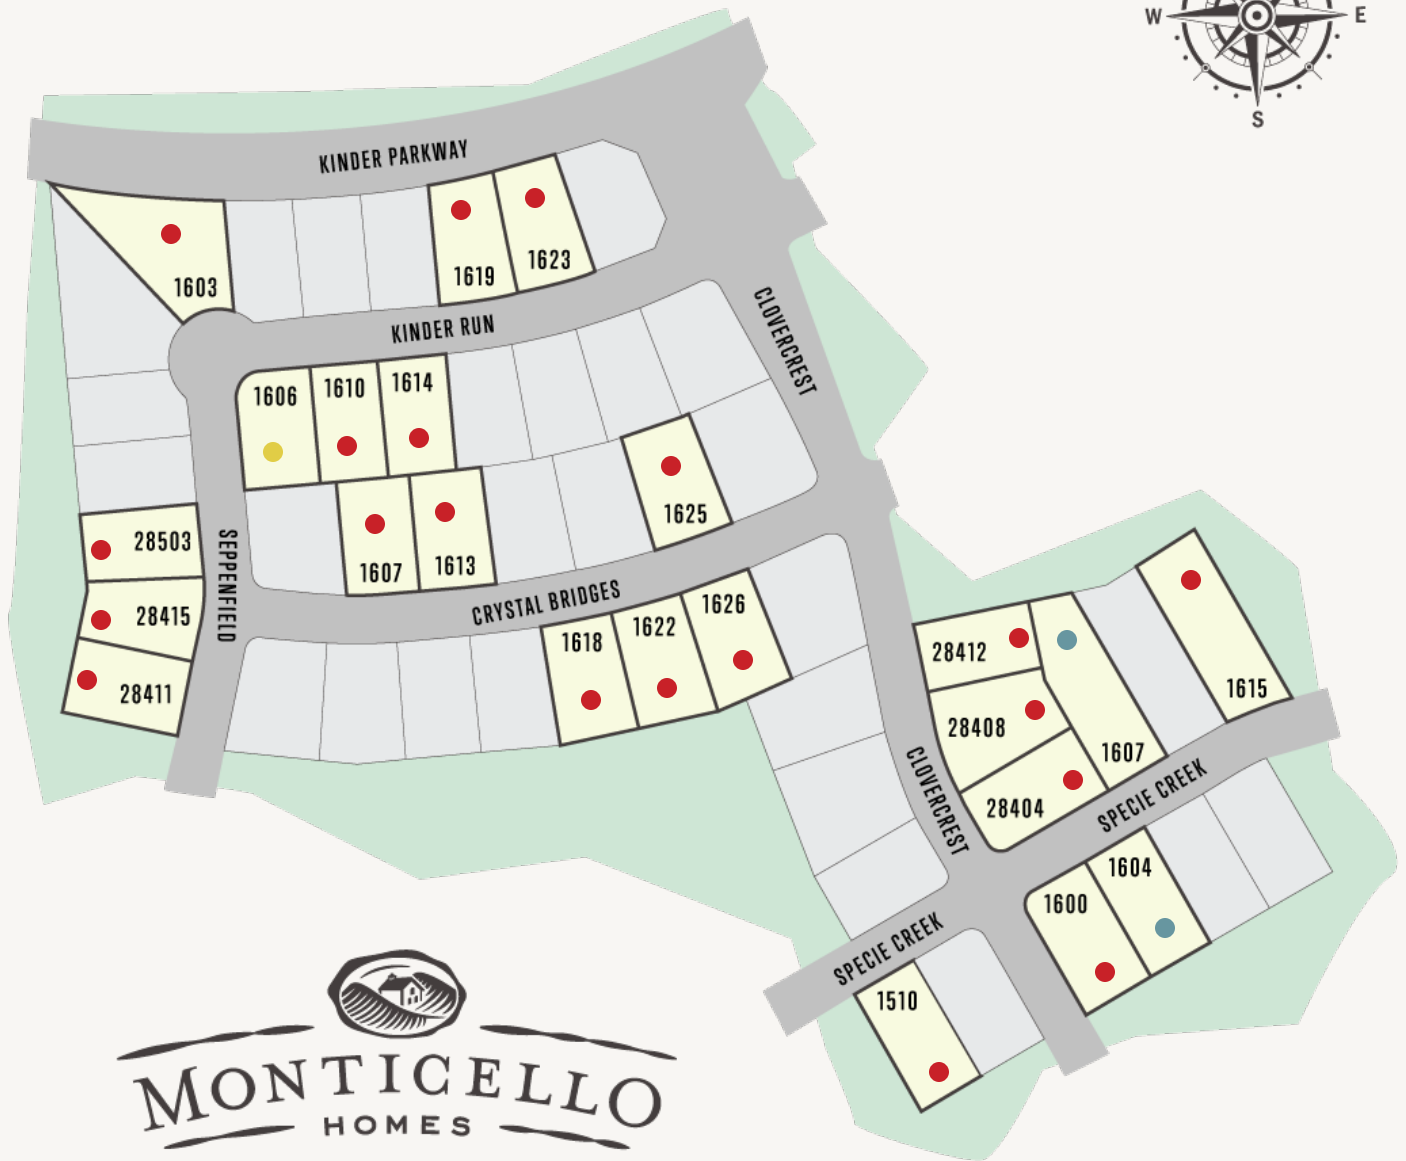 W
E
S
KINDER PARKWAY
1603
1619
1623
KINDER RUN
CLOVERCREST
1606
1610
1614
1625
1607
1613
28503
28415
28411
SEPPENFIELD
CRYSTAL BRIDGES
1618
1622
1626
28412
28408
28404
1607
1615
CLOVERCREST
SPECIE CREEK
1600
1604
SPECIE CREEK
1510
MONTICELLO
HOMES